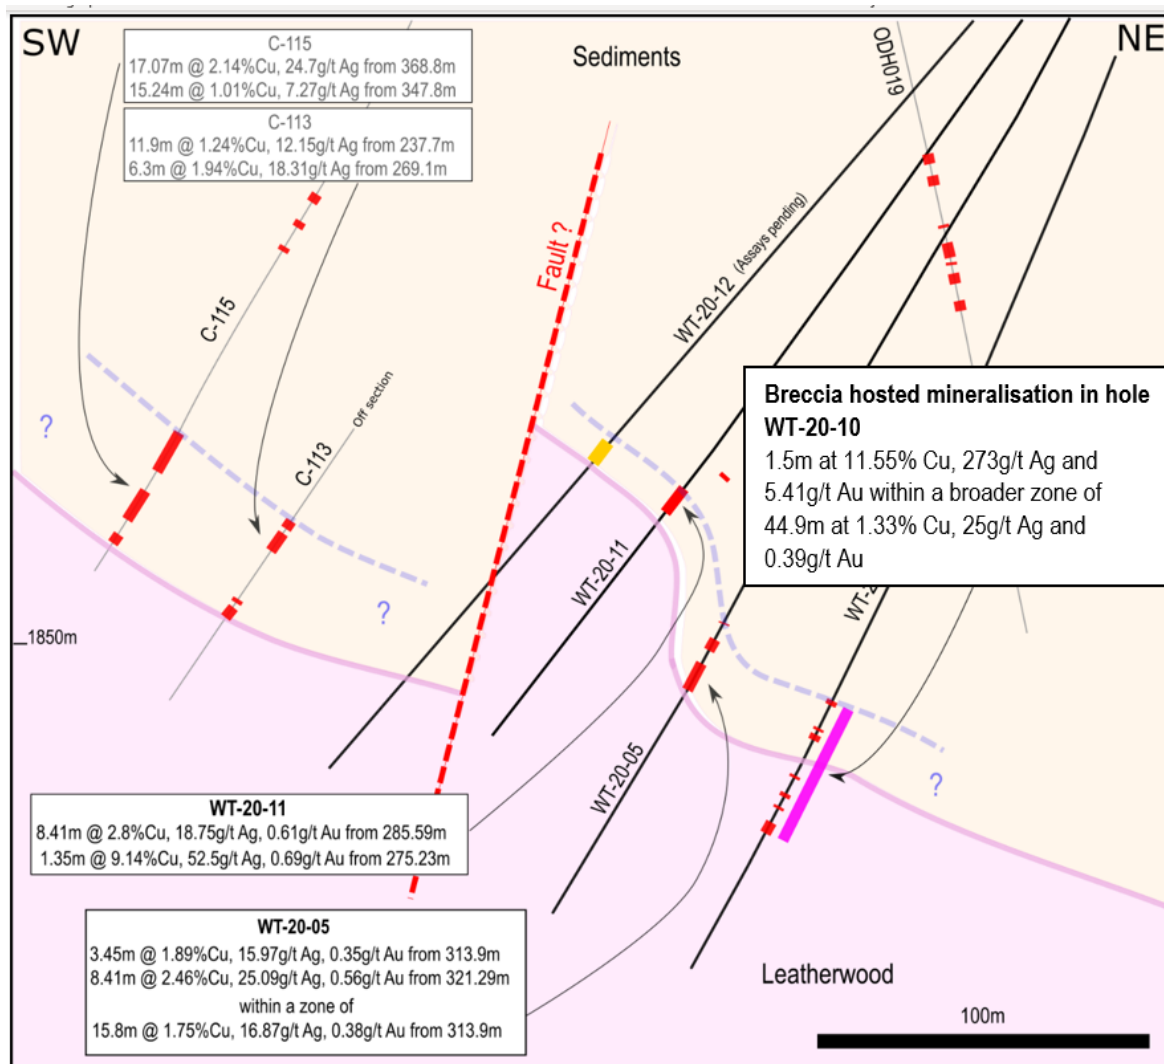 SW
NE
C-115
17.07m @ 2.14%Cu, 24.7g/t Ag from 368.8m
15.24m @ 1.01%Cu, 7.27g/t Ag from 347.8m
C-113
11.9m @ 1.24%Cu, 12.15g/t Ag from 237.7m
6.3m @ 1.94%Cu, 18.31g/t Ag from 269.1m
Sediments
ODH019
Fault ?
WT-20-12 (Assays pending)
C-115
C-113
Off section
?
?
Breccia hosted mineralisation in hole
WT-20-10
1.5m at 11.55% Cu, 273g/t Ag and
5.41g/t Au within a broader zone of
44.9m at 1.33% Cu, 25g/t Ag and
0.39g/t Au
WT-20-11
WT-2
1850m
WT-20-05
?
WT-20-11
8.41m @ 2.8%Cu, 18.75g/t Ag, 0.61g/t Au from 285.59m
1.35m @ 9.14%Cu, 52.5g/t Ag, 0.69g/t Au from 275.23m
WT-20-05
3.45m @ 1.89%Cu, 15.97g/t Ag, 0.35g/t Au from 313.9m
8.41m @ 2.46%Cu, 25.09g/t Ag, 0.56g/t Au from 321.29m
within a zone of
15.8m @ 1.75%Cu, 16.87g/t Ag, 0.38g/t Au from 313.9m
Leatherwood
100m